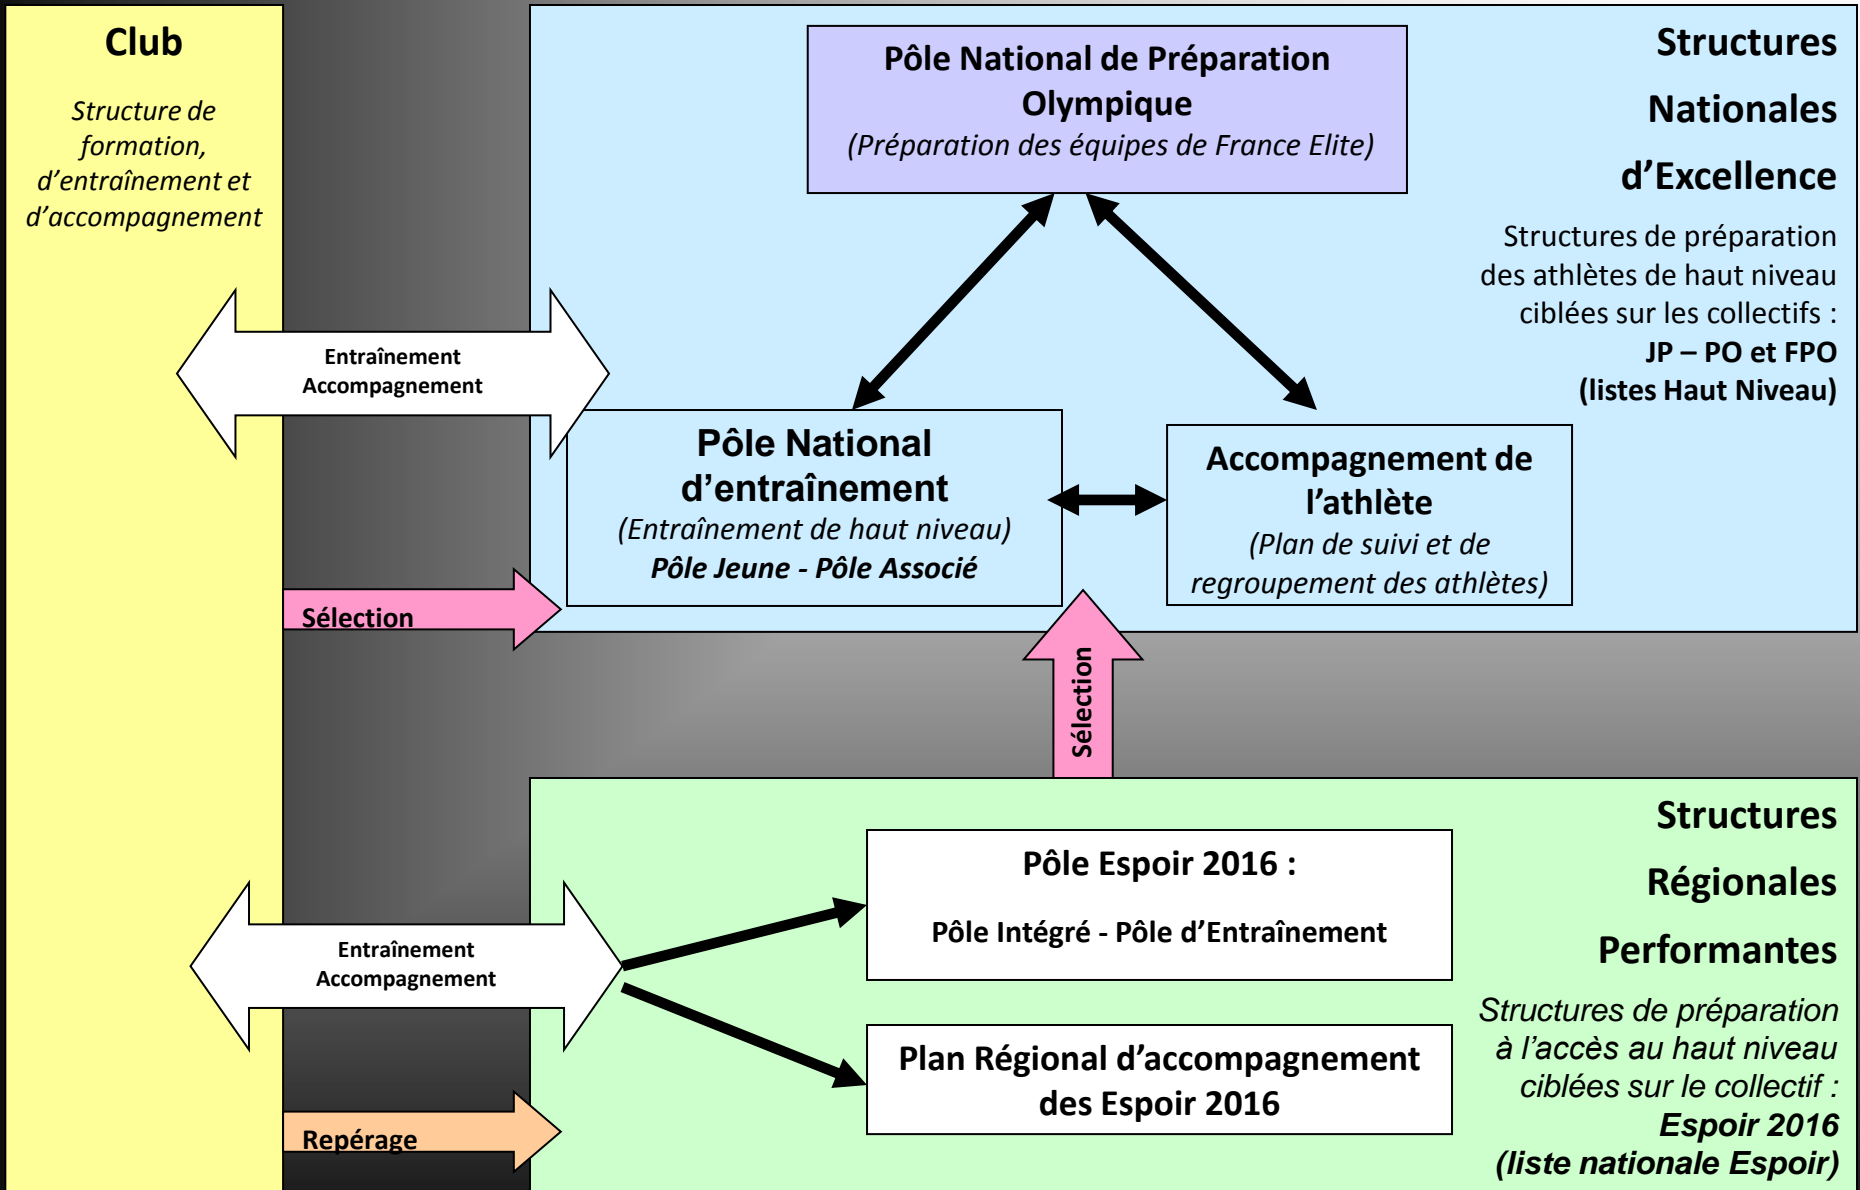 Club
Structure de
formation,
d’entraînement et
d’accompagnement
Pôle National de Préparation
Olympique
(Préparation des équipes de France Elite)
Structures
Nationales
d’Excellence
Structures de préparation
des athlètes de haut niveau
ciblées sur les collectifs :
JP – PO et FPO
(listes Haut Niveau)
Entraînement
Accompagnement
Pôle National
d’entraînement
(Entraînement de haut niveau)
Pôle Jeune - Pôle Associé
Accompagnement de
l’athlète
(Plan de suivi et de
regroupement des athlètes)
Sélection
Sélection
Structures
Régionales
Performantes
Structures de préparation
à l’accès au haut niveau
ciblées sur le collectif :
Espoir 2016
(liste nationale Espoir)
Pôle Espoir 2016 :
Pôle Intégré - Pôle d’Entraînement
Entraînement
Accompagnement
Plan Régional d’accompagnement
des Espoir 2016
Repérage